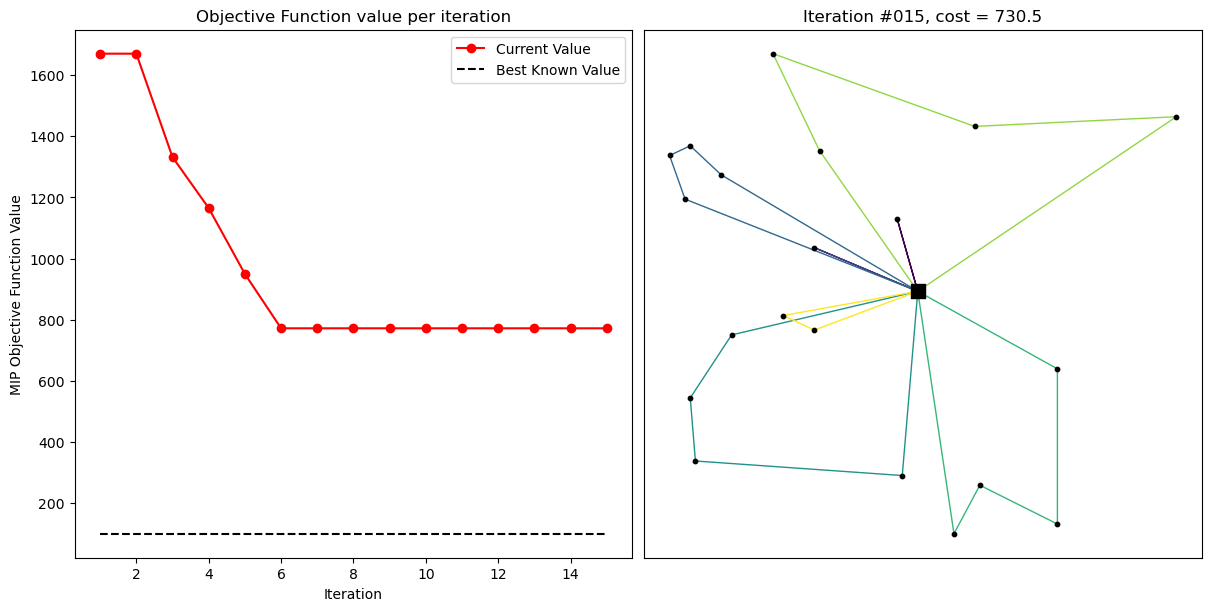 Objective Function value per iteration
Current Value
Best Known Value
1600
1400
1200
1000
800
600
400
200
MIP Objective Function Value
2 4 6 8 10 12 14
Iteration
Iteration #015, cost = 730.5